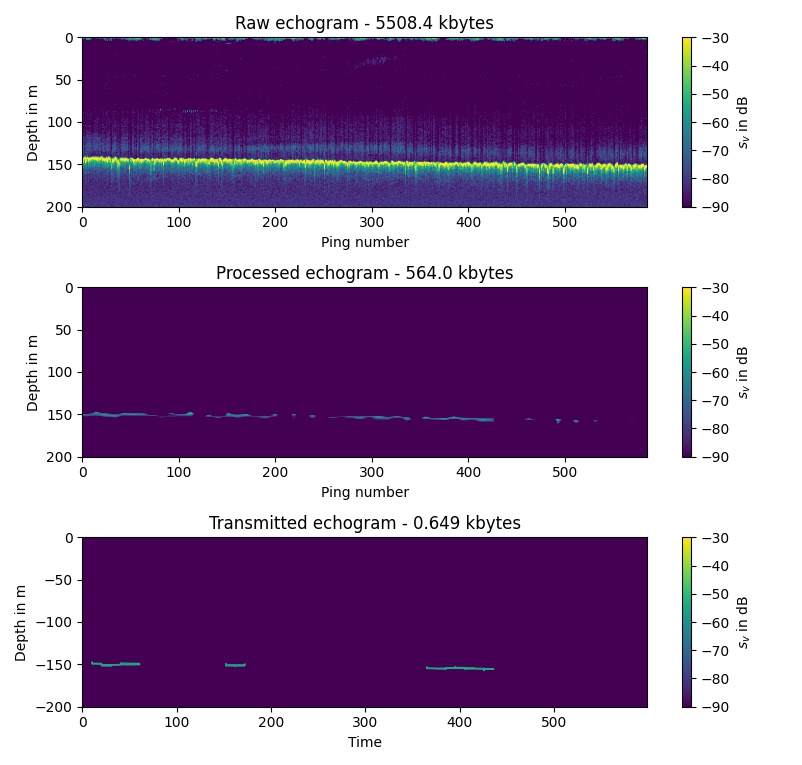 Raw echogram - 5508.4 kbytes
0
50
100
150
200
Depth in m
0 100 200 300 400 500
Ping number
−30
−40
−50
−60
−70
−80
−90
sᵥ in dB
Processed echogram - 564.0 kbytes
0
50
100
150
200
Depth in m
0 100 200 300 400 500
Ping number
−30
−40
−50
−60
−70
−80
−90
sᵥ in dB
Transmitted echogram - 0.649 kbytes
0
−50
−100
−150
−200
Depth in m
0 100 200 300 400 500
Time
−30
−40
−50
−60
−70
−80
−90
sᵥ in dB